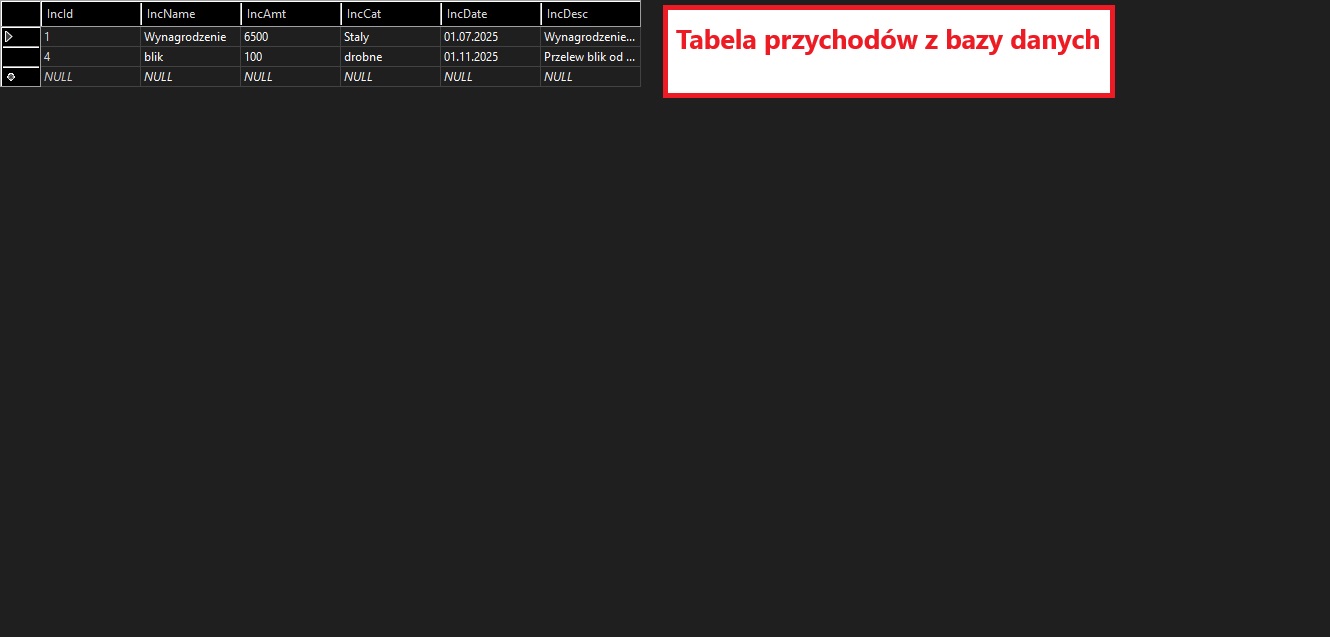 IncId IncName IncAmt IncCat IncDate IncDesc
1 Wynagrodzenie 6500 Staly 01.07.2025 Wynagrodzenie...
4 blik 100 drobne 01.11.2025 Przelew blik od ...
NULL NULL NULL NULL NULL NULL
Tabela przychodów z bazy danych